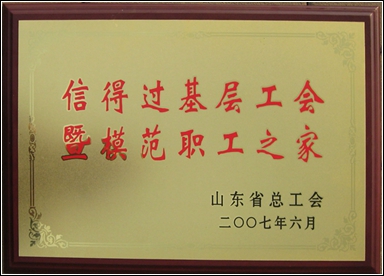 信得过基层工会
暨模范职工之家
山东省总工会
二〇〇七年六月